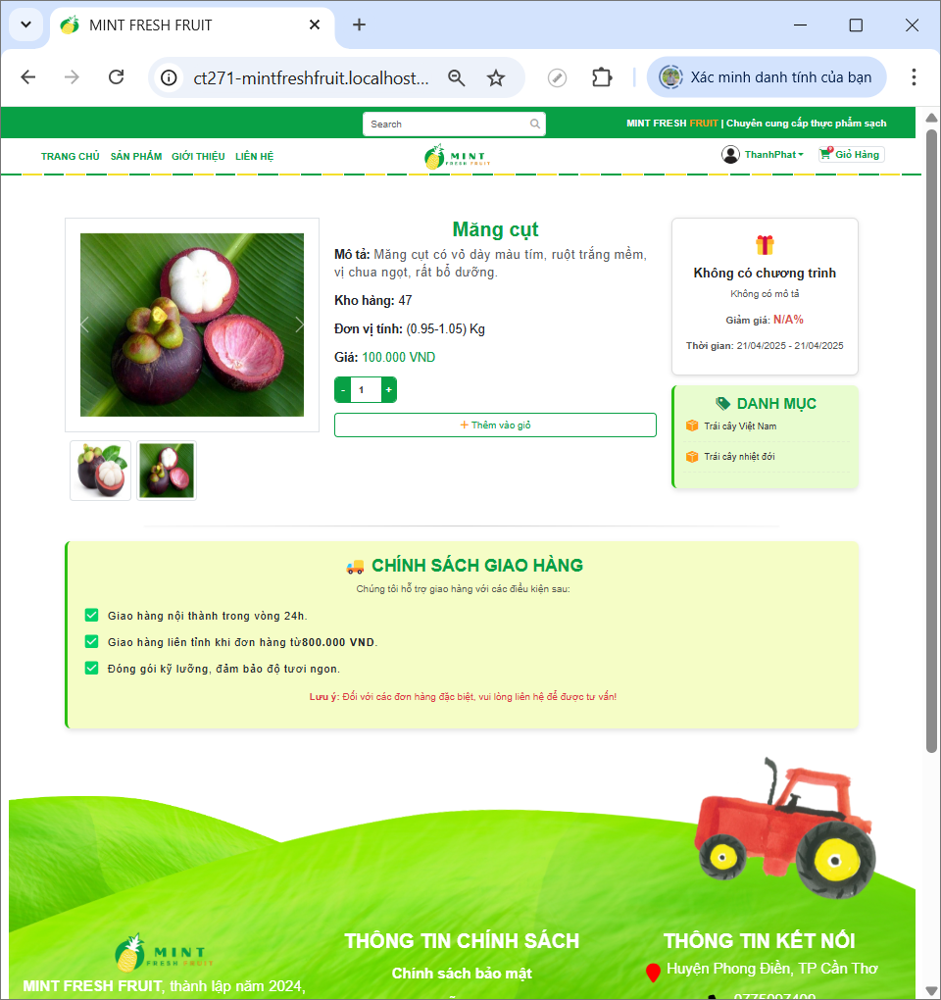 MINT FRESH FRUIT
ct271-mintfreshfruit.localhost...
Xác minh danh tính của bạn
Search
MINT FRESH FRUIT | Chuyên cung cấp thực phẩm sạch
TRANG CHỦ SẢN PHẨM GIỚI THIỆU LIÊN HỆ
MINT
FRESH FRUIT
ThanhPhat
Giỏ Hàng
Măng cụt
Mô tả: Măng cụt có vỏ dày màu tím, ruột trắng mềm,
vị chua ngọt, rất bổ dưỡng.
Kho hàng: 47
Đơn vị tính: (0.95-1.05) Kg
Giá: 100.000 VND
- 1 +
+ Thêm vào giỏ
Không có chương trình
Không có mô tả
Giảm giá: N/A%
Thời gian: 21/04/2025 - 21/04/2025
DANH MỤC
Trái cây Việt Nam
Trái cây nhiệt đới
CHÍNH SÁCH GIAO HÀNG
Chúng tôi hỗ trợ giao hàng với các điều kiện sau:
Giao hàng nội thành trong vòng 24h.
Giao hàng liên tỉnh khi đơn hàng từ800.000 VND.
Đóng gói kỹ lưỡng, đảm bảo độ tươi ngon.
Lưu ý: Đối với các đơn hàng đặc biệt, vui lòng liên hệ để được tư vấn!
MINT
FRESH FRUIT
MINT FRESH FRUIT, thành lập năm 2024,
THÔNG TIN CHÍNH SÁCH
Chính sách bảo mật
THÔNG TIN KẾT NỐI
Huyện Phong Điền, TP Cần Thơ